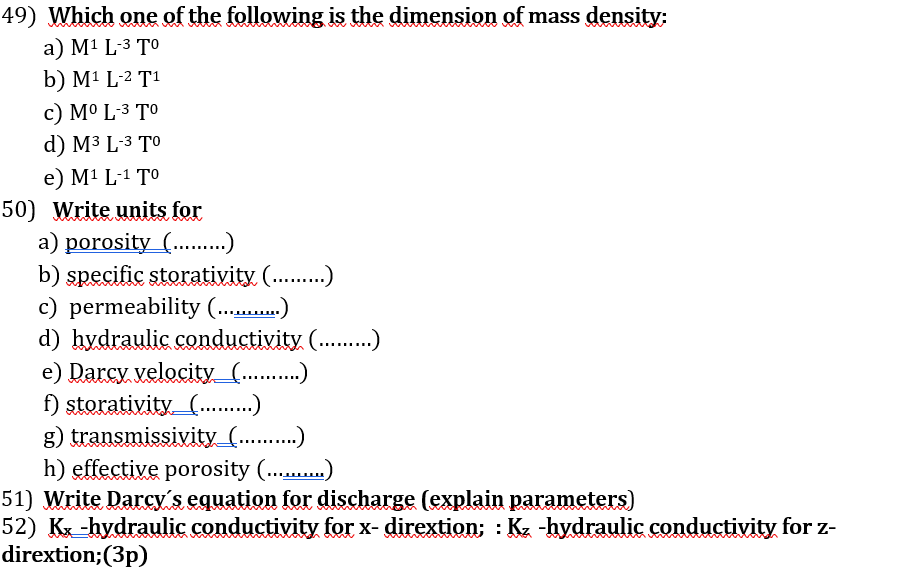 49) Which one of the following is the dimension of mass density:
a) M¹ L⁻³ T⁰
b) M¹ L⁻² T¹
c) M⁰ L⁻³ T⁰
d) M³ L⁻³ T⁰
e) M¹ L⁻¹ T⁰
50) Write units for
a) porosity (.........)
b) specific storativity (.........)
c) permeability (..........)
d) hydraulic conductivity (.........)
e) Darcy velocity (..........)
f) storativity (.........)
g) transmissivity (..........)
h) effective porosity (..........)
51) Write Darcy´s equation for discharge (explain parameters)
52) Kₓ -hydraulic conductivity for x- dirextion; : K_z -hydraulic conductivity for z-
dirextion;(3p)